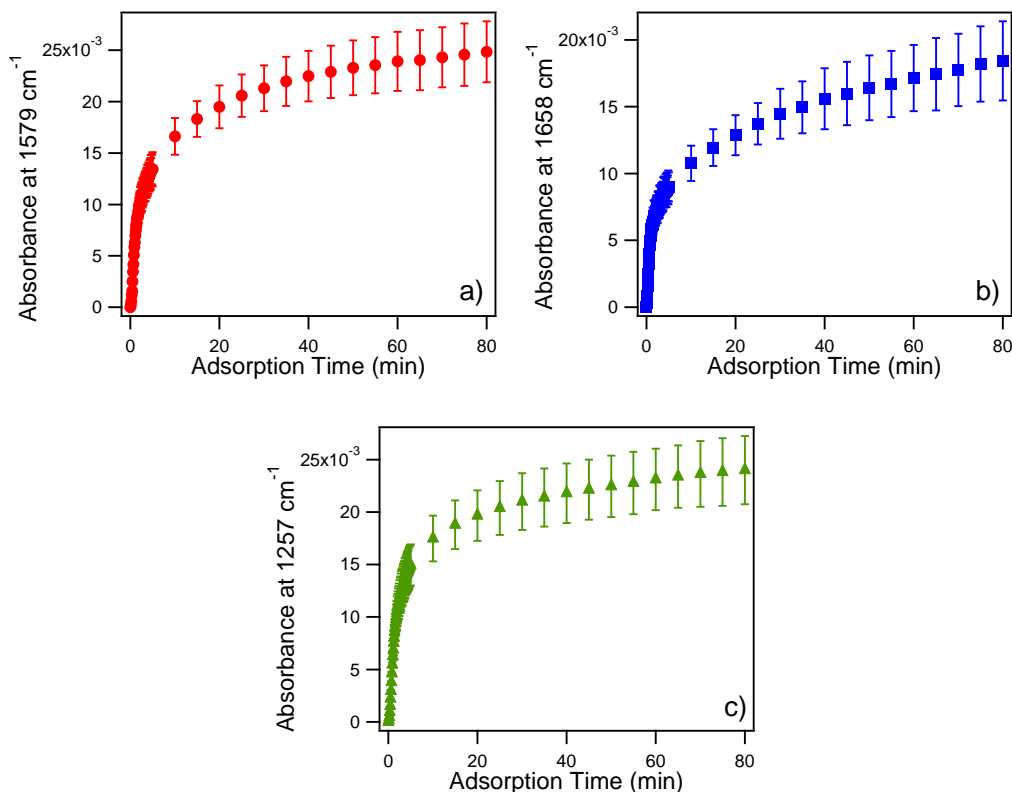 25x10⁻³
20
15
10
5
0
Absorbance at 1579 cm⁻¹
a)
0
20
40
60
80
Adsorption Time (min)
20x10⁻³
15
10
5
0
Absorbance at 1658 cm⁻¹
b)
0
20
40
60
80
Adsorption Time (min)
25x10⁻³
20
15
10
5
0
Absorbance at 1257 cm⁻¹
c)
0
20
40
60
80
Adsorption Time (min)